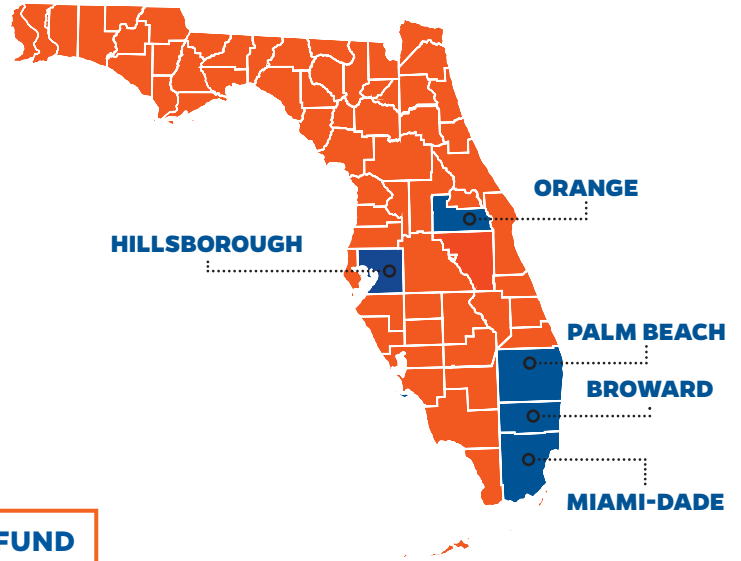 ORANGE
HILLSBOROUGH
PALM BEACH
BROWARD
MIAMI-DADE
FUND